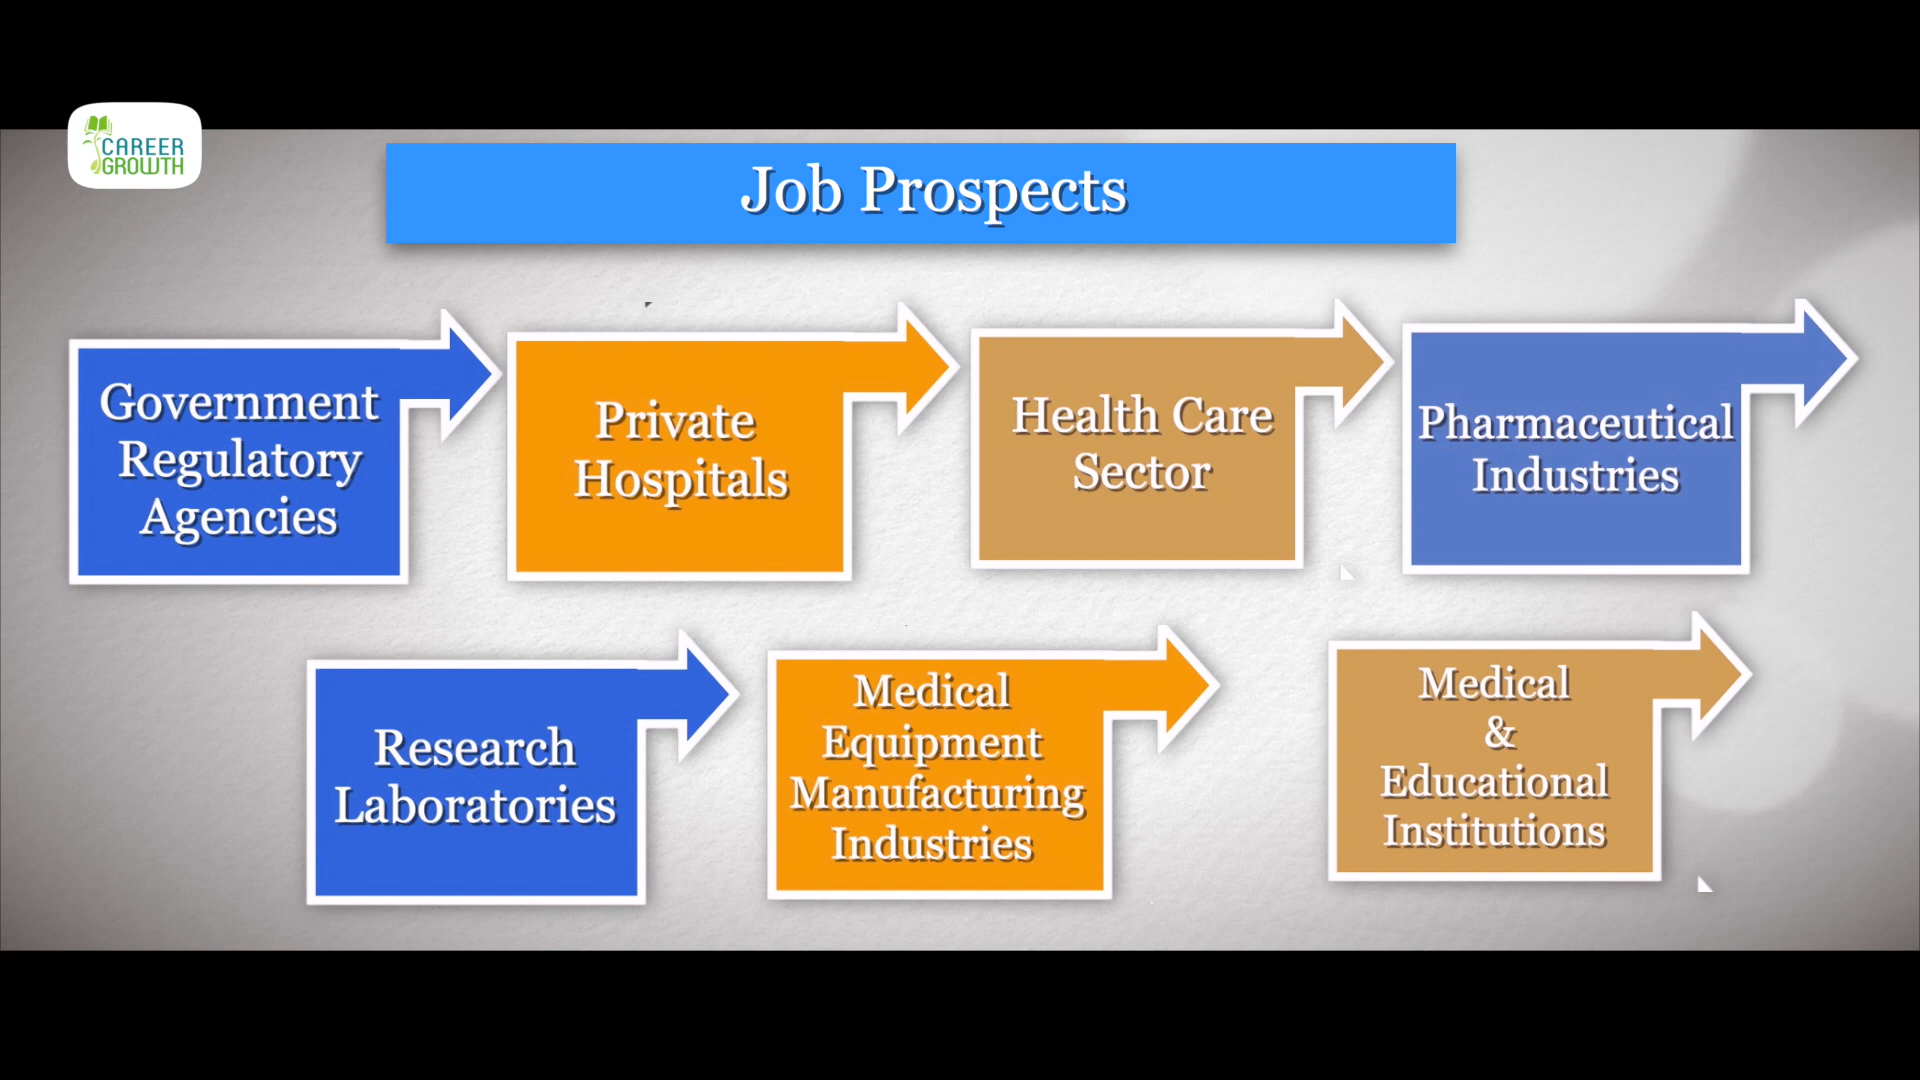 CAREER
GROWTH
Job Prospects
Government
Regulatory
Agencies
Private
Hospitals
Health Care
Sector
Pharmaceutical
Industries
Research
Laboratories
Medical
Equipment
Manufacturing
Industries
Medical
&
Educational
Institutions